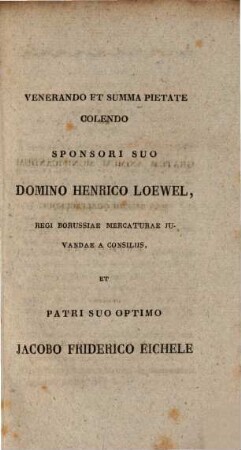 VENERANDO ET SUMMA PIETATE
COLENDO
SPONSORI SUO
DOMINO HENRICO LOEWEL,
REGI BORUSSIAE MERCATURAE JU-
VANDAE A CONSILIIS.
ET
PATRI SUO OPTIMO
JACOBO FRIDERICO EICHELE